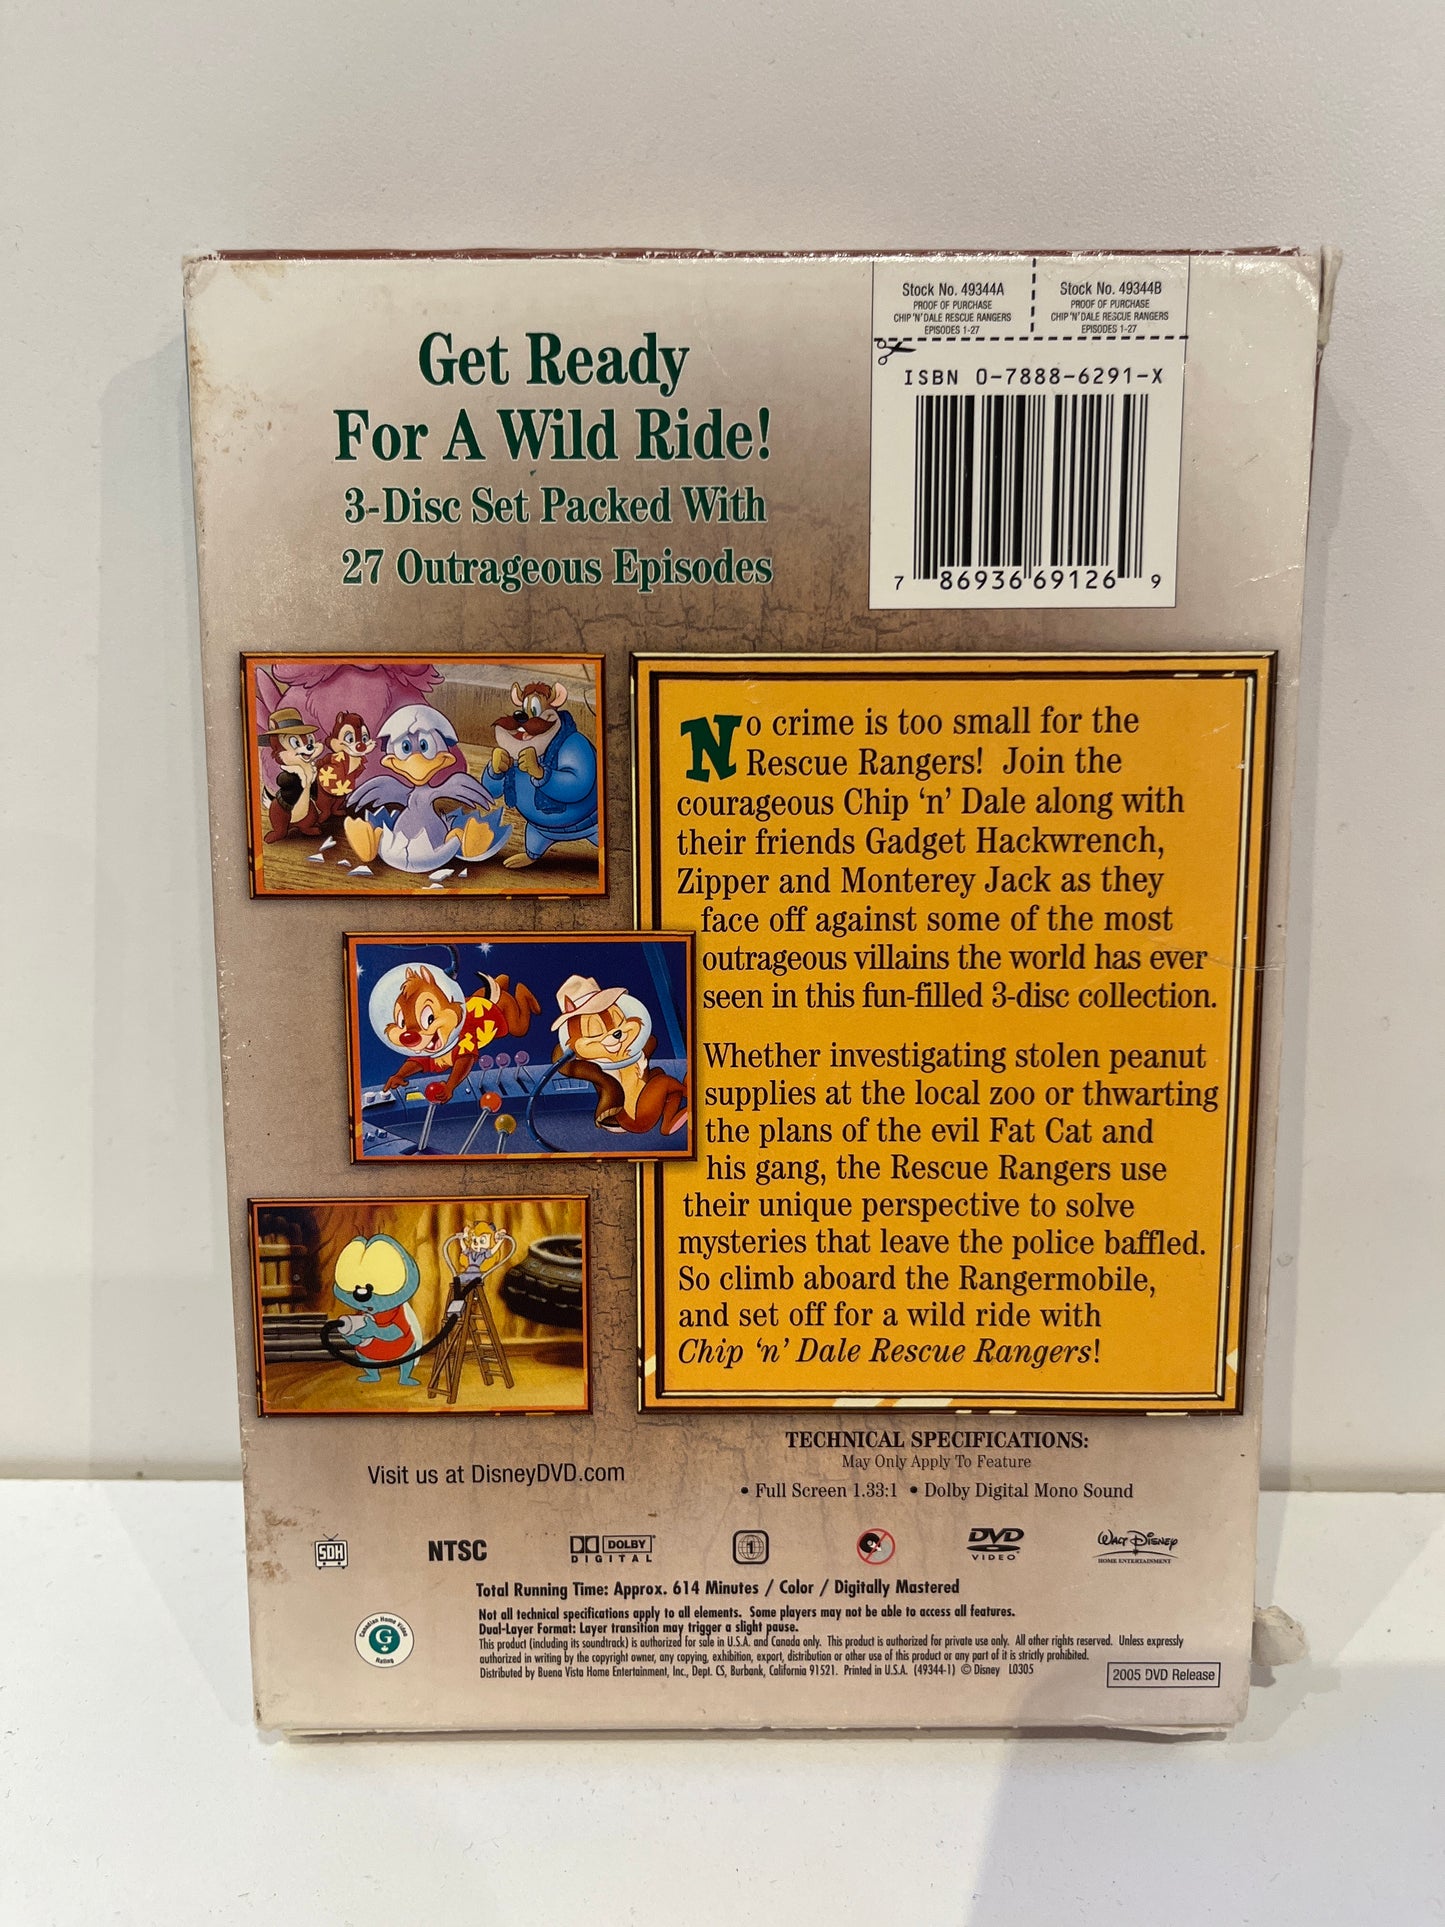 Stock No. 49344A
PROOF OF PURCHASE
CHIP 'N' DALE RESCUE RANGERS
EPISODES 1-27
Stock No. 49344B
PROOF OF PURCHASE
CHIP 'N' DALE RESCUE RANGERS
EPISODES 1-27
ISBN 0-7888-6291-X
7 86936 69126 9
Get Ready
For A Wild Ride!
3-Disc Set Packed With
27 Outrageous Episodes
No crime is too small for the
Rescue Rangers! Join the
courageous Chip 'n' Dale along with
their friends Gadget Hackwrench,
Zipper and Monterey Jack as they
face off against some of the most
outrageous villains the world has ever
seen in this fun-filled 3-disc collection.
Whether investigating stolen peanut
supplies at the local zoo or thwarting
the plans of the evil Fat Cat and
his gang, the Rescue Rangers use
their unique perspective to solve
mysteries that leave the police baffled.
So climb aboard the Rangermobile,
and set off for a wild ride with
Chip 'n' Dale Rescue Rangers!
TECHNICAL SPECIFICATIONS:
May Only Apply To Feature
• Full Screen 1.33:1 • Dolby Digital Mono Sound
Visit us at DisneyDVD.com
SDH
NTSC
DOLBY
DIGITAL
1
DVD
VIDEO
Walt Disney
HOME ENTERTAINMENT
Total Running Time: Approx. 614 Minutes / Color / Digitally Mastered
Not all technical specifications apply to all elements. Some players may not be able to access all features.
Dual-Layer Format: Layer transition may trigger a slight pause.
This product (including its soundtrack) is authorized for sale in U.S.A. and Canada only. This product is authorized for private use only. All other rights reserved. Unless expressly
authorized in writing by the copyright owner, any copying, exhibition, export, distribution or other use of this product or any part of it is strictly prohibited.
Distributed by Buena Vista Home Entertainment, Inc., Dept. CS, Burbank, California 91521. Printed in U.S.A. (49344-1) © Disney L0305
Canadian Home Video
G
Rating
2005 DVD Release